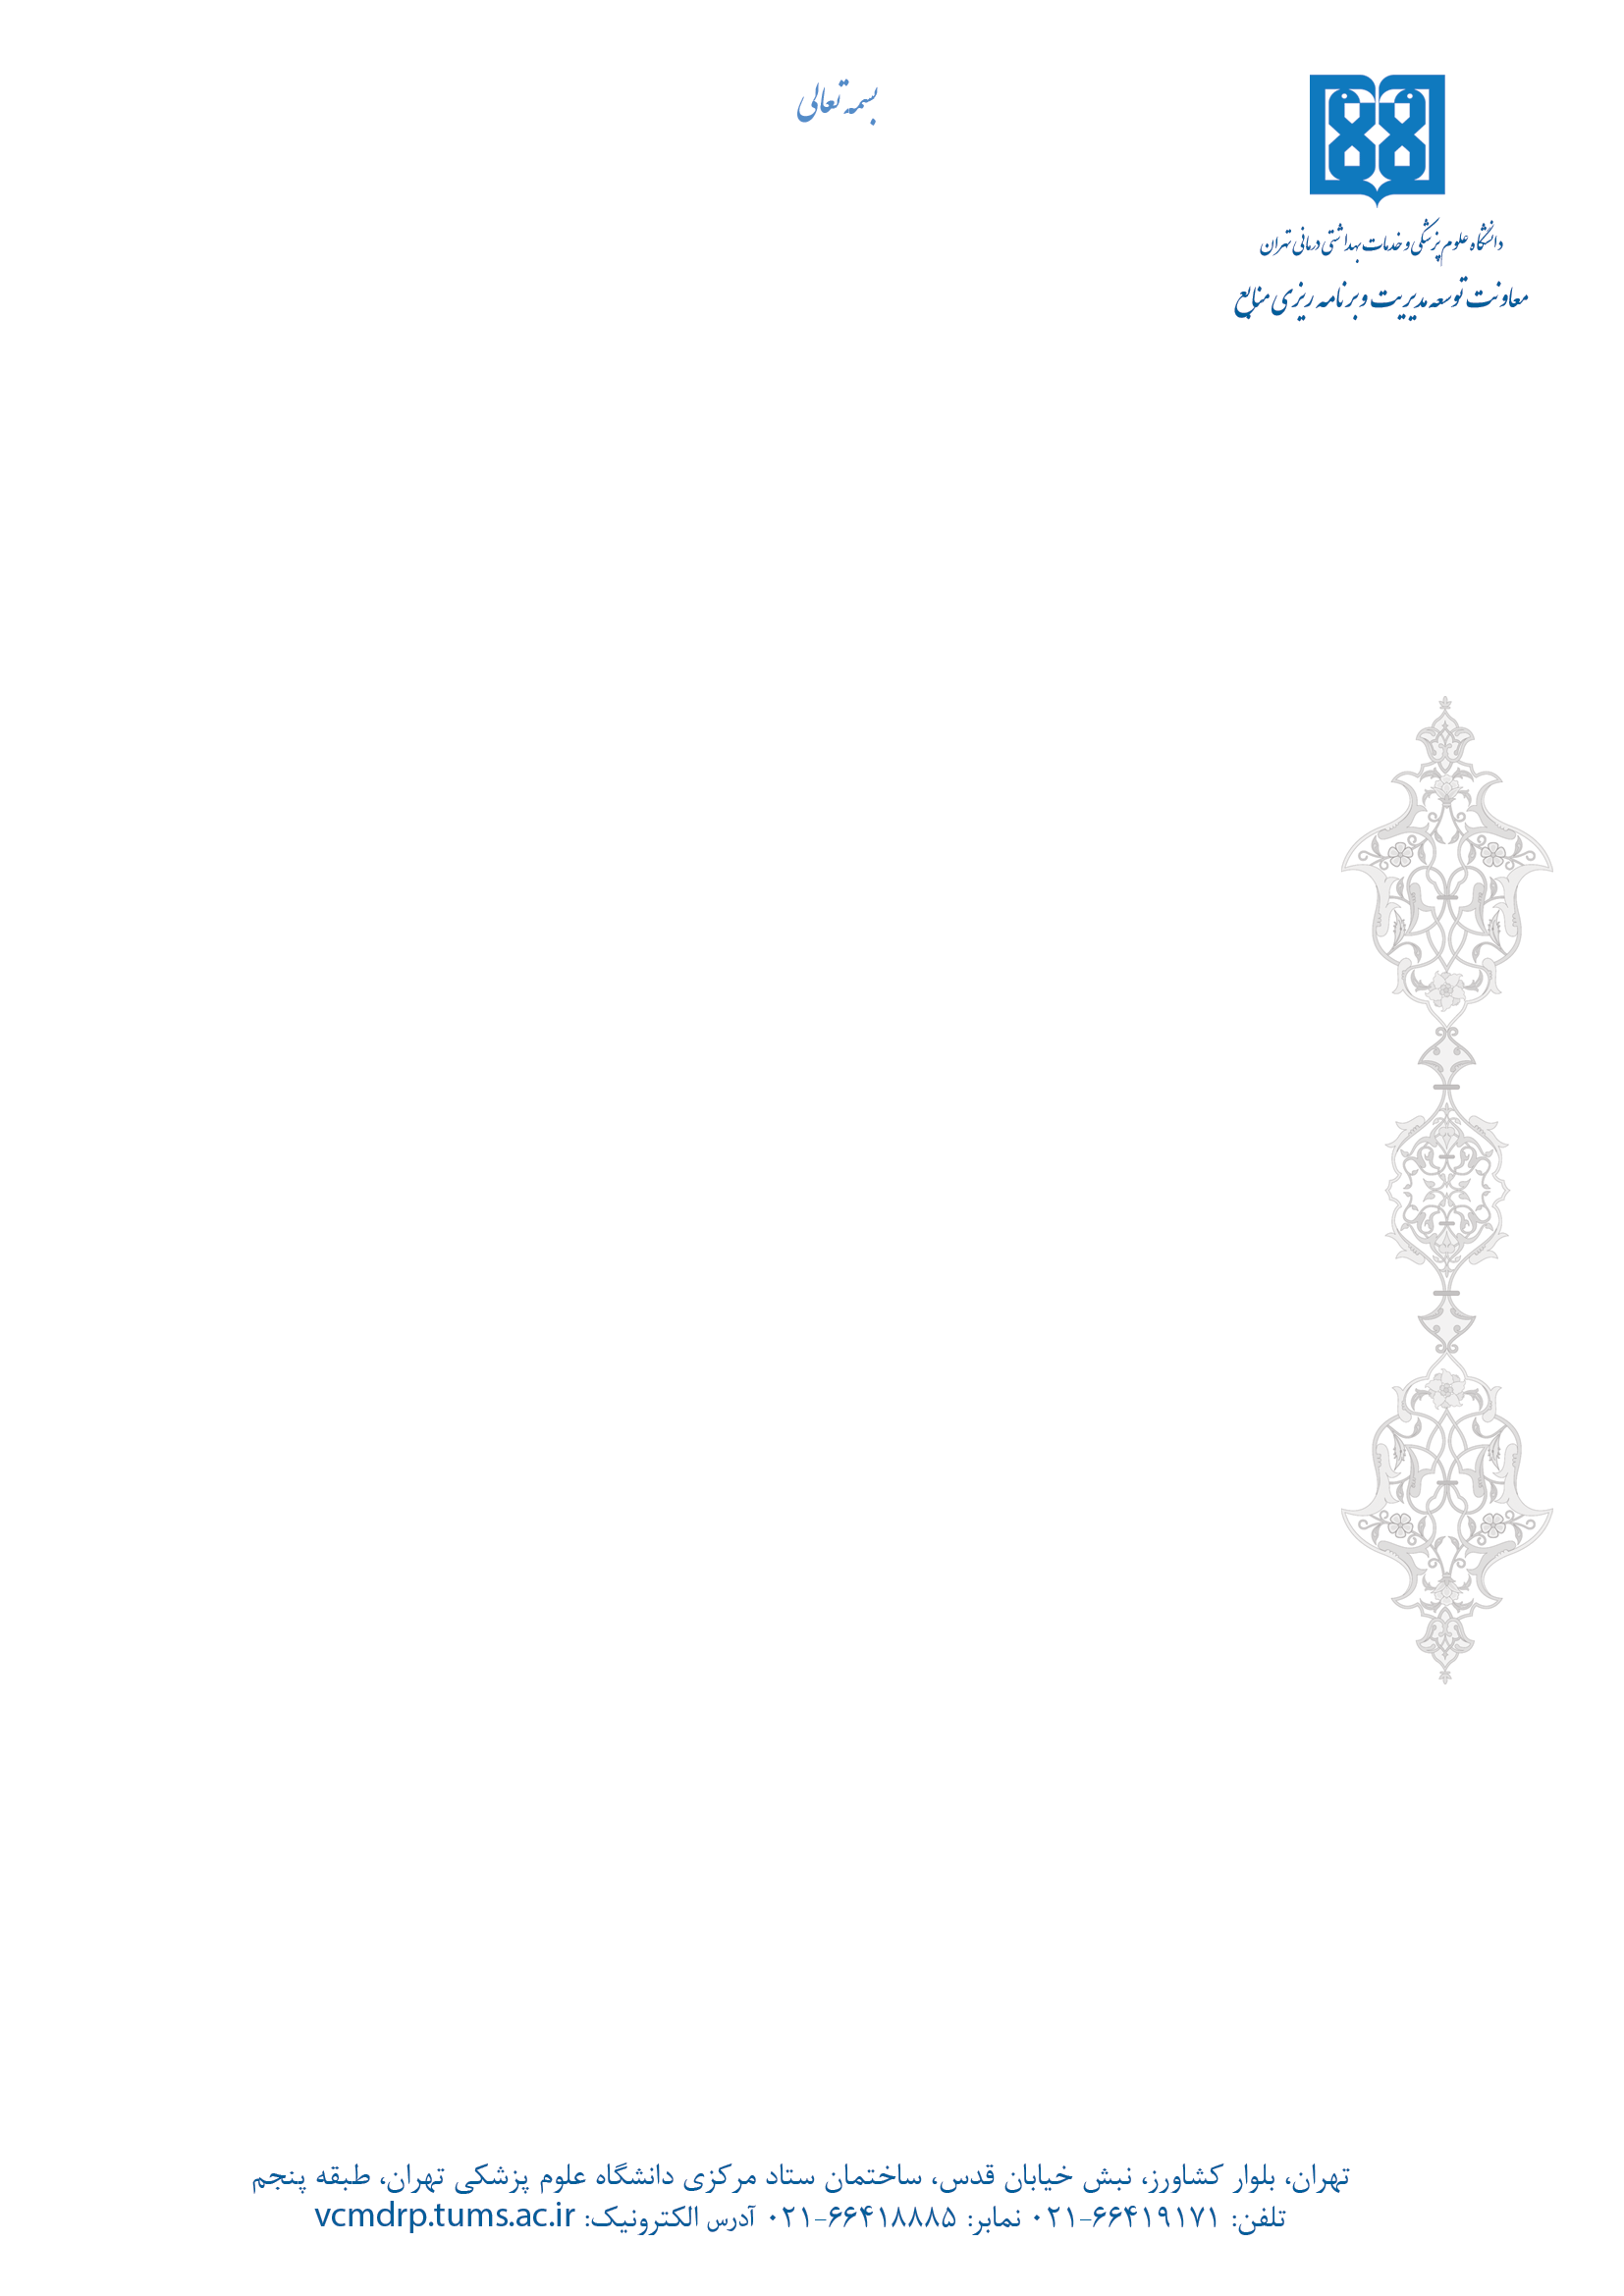 بسمه تعالی
دانشگاه علوم پزشکی و خدمات بهداشتی درمانی تهران
معاونت توسعه مدیریت و برنامه ریزی منابع
تهران، بلوار کشاورز، نبش خیابان قدس، ساختمان ستاد مرکزی دانشگاه علوم پزشکی تهران، طبقه پنجم
تلفن: ۶۶۴۱۹۱۷۱-۰۲۱ نمابر: ۶۶۴۱۸۸۸۵-۰۲۱ آدرس الکترونیک: vcmdrp.tums.ac.ir